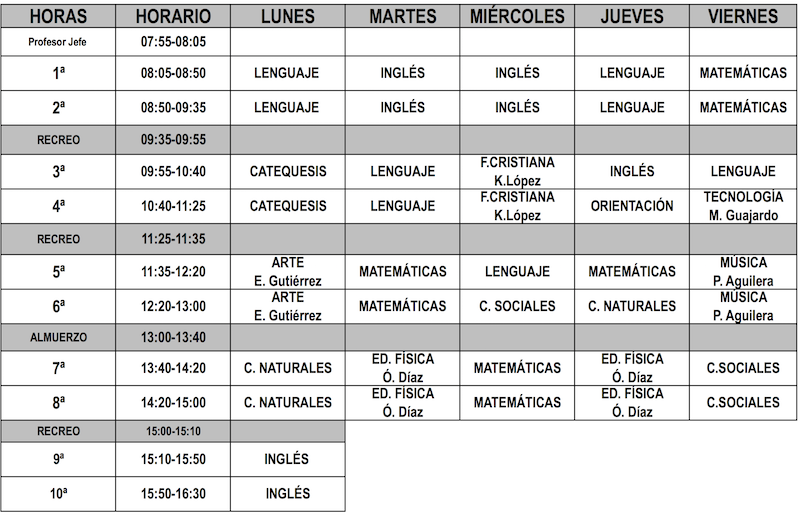 HORAS HORARIO LUNES MARTES MIÉRCOLES JUEVES VIERNES
Profesor Jefe 07:55-08:05
1ª 08:05-08:50 LENGUAJE INGLÉS INGLÉS LENGUAJE MATEMÁTICAS
2ª 08:50-09:35 LENGUAJE INGLÉS INGLÉS LENGUAJE MATEMÁTICAS
RECREO 09:35-09:55
3ª 09:55-10:40 CATEQUESIS LENGUAJE F.CRISTIANA K.López INGLÉS LENGUAJE
4ª 10:40-11:25 CATEQUESIS LENGUAJE F.CRISTIANA K.López ORIENTACIÓN TECNOLOGÍA M. Guajardo
RECREO 11:25-11:35
5ª 11:35-12:20 ARTE E. Gutiérrez MATEMÁTICAS LENGUAJE MATEMÁTICAS MÚSICA P. Aguilera
6ª 12:20-13:00 ARTE E. Gutiérrez MATEMÁTICAS C. SOCIALES C. NATURALES MÚSICA P. Aguilera
ALMUERZO 13:00-13:40
7ª 13:40-14:20 C. NATURALES ED. FÍSICA Ó. Díaz MATEMÁTICAS ED. FÍSICA Ó. Díaz C.SOCIALES
8ª 14:20-15:00 C. NATURALES ED. FÍSICA Ó. Díaz MATEMÁTICAS ED. FÍSICA Ó. Díaz C.SOCIALES
RECREO 15:00-15:10
9ª 15:10-15:50 INGLÉS
10ª 15:50-16:30 INGLÉS